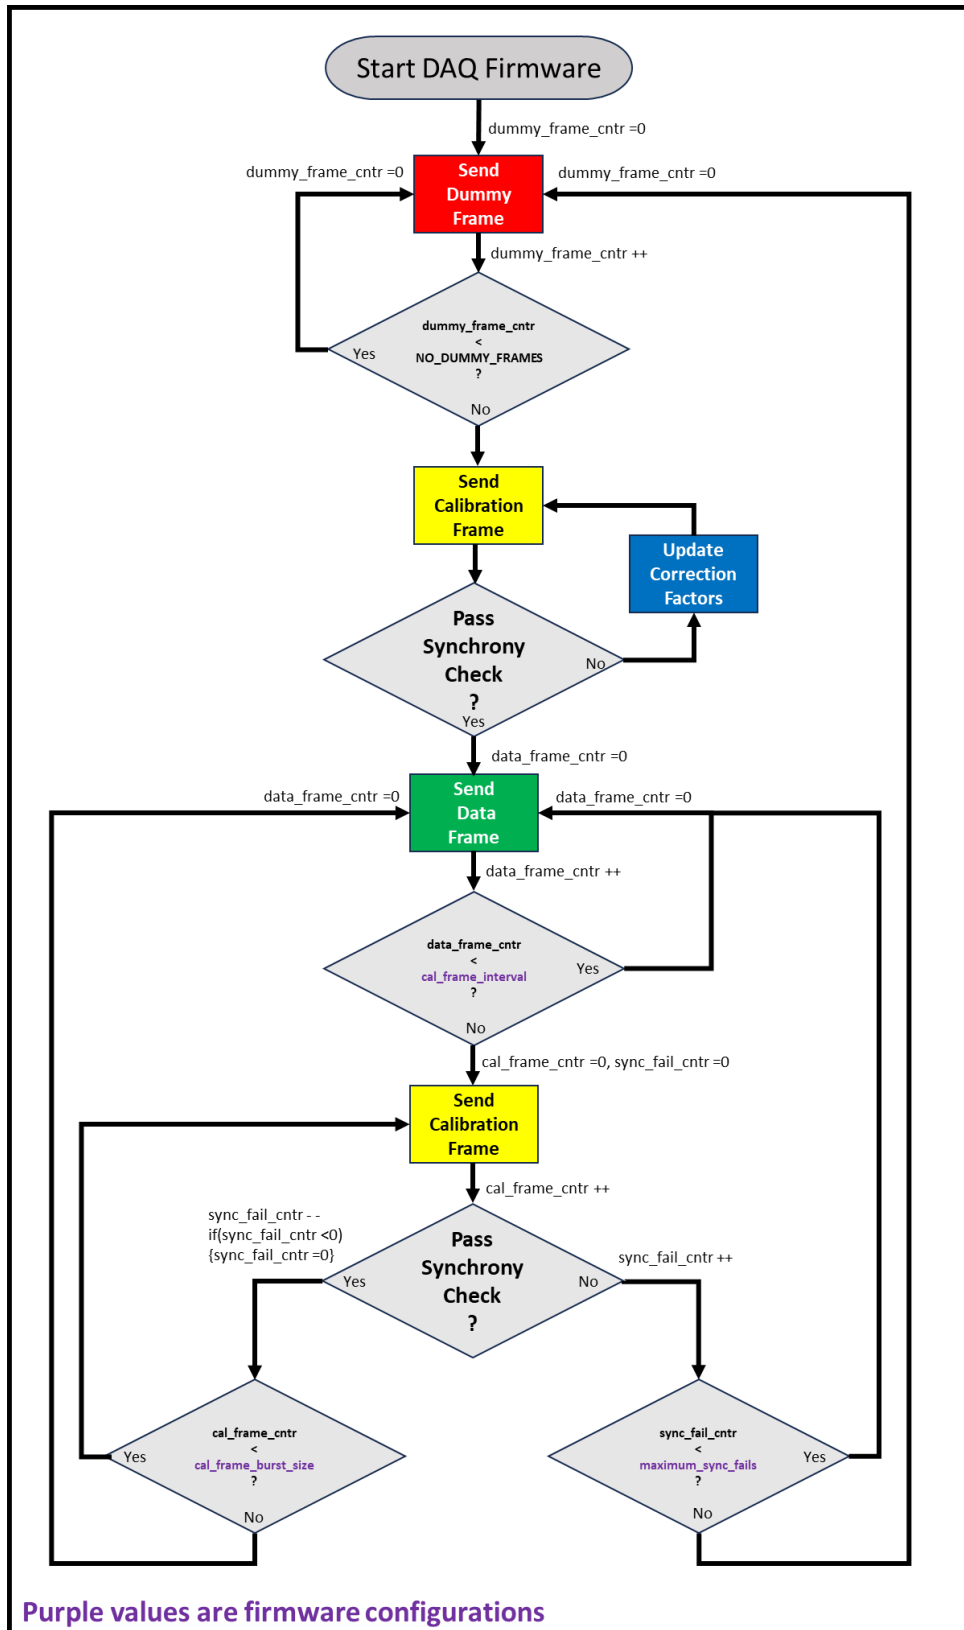 Start DAQ Firmware
dummy_frame_cntr =0
dummy_frame_cntr =0
dummy_frame_cntr =0
Send
Dummy
Frame
dummy_frame_cntr ++
dummy_frame_cntr
<
NO_DUMMY_FRAMES
?
Yes
No
Send
Calibration
Frame
Update
Correction
Factors
Pass
Synchrony
Check
?
No
Yes
data_frame_cntr =0
data_frame_cntr =0
data_frame_cntr =0
Send
Data
Frame
data_frame_cntr ++
data_frame_cntr
<
cal_frame_interval
?
Yes
No
cal_frame_cntr =0, sync_fail_cntr =0
Send
Calibration
Frame
cal_frame_cntr ++
sync_fail_cntr - -
if(sync_fail_cntr <0)
{sync_fail_cntr =0}
Pass
Synchrony
Check
?
Yes
No
sync_fail_cntr ++
cal_frame_cntr
<
cal_frame_burst_size
?
Yes
No
sync_fail_cntr
<
maximum_sync_fails
?
Yes
No
Purple values are firmware configurations